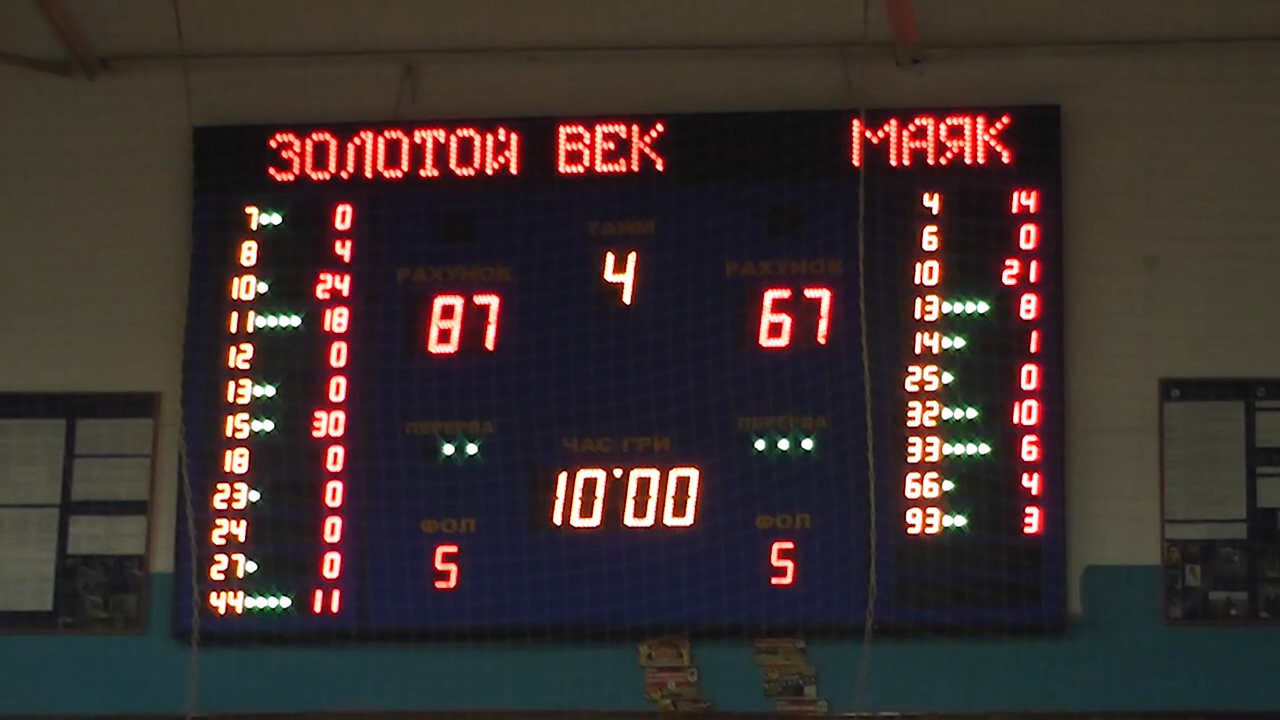 ЗОЛОТОЙ ВЕК
МАЯК
7 0
8 4
10 24
11 18
12 0
13 0
15 30
18 0
23 0
24 0
27 0
44 11
ТАЙМ
4
РАХУНОК
87
РАХУНОК
67
ПЕРЕРВА
ПЕРЕРВА
ЧАС ГРИ
10'00
ФОЛ
5
ФОЛ
5
4 14
6 0
10 21
13 8
14 1
25 0
32 10
33 6
66 4
93 3